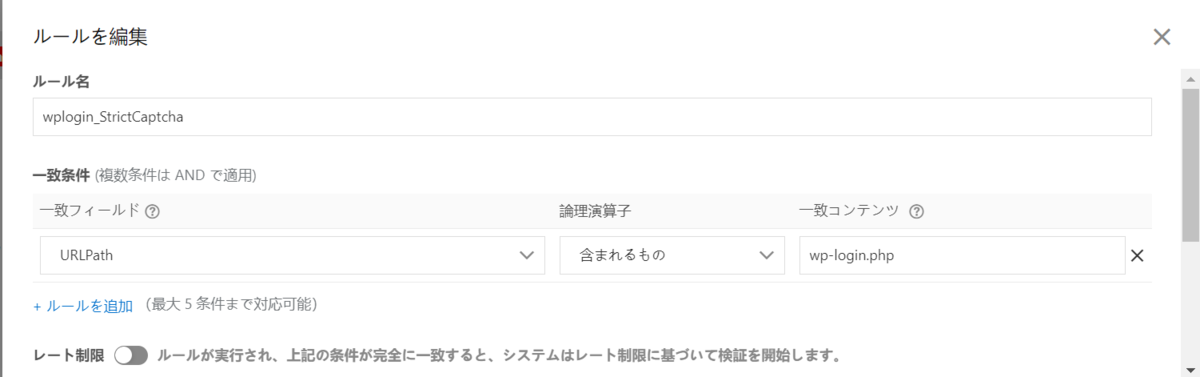 ルールを編集
ルール名
wplogin_StrictCaptcha
一致条件 (複数条件は AND で適用)
一致フィールド ? 論理演算子 一致コンテンツ ?
URLPath 含まれるもの wp-login.php
+ ルールを追加 (最大 5 条件まで対応可能)
レート制限 ルールが実行され、上記の条件が完全に一致すると、システムはレート制限に基づいて検証を開始します。